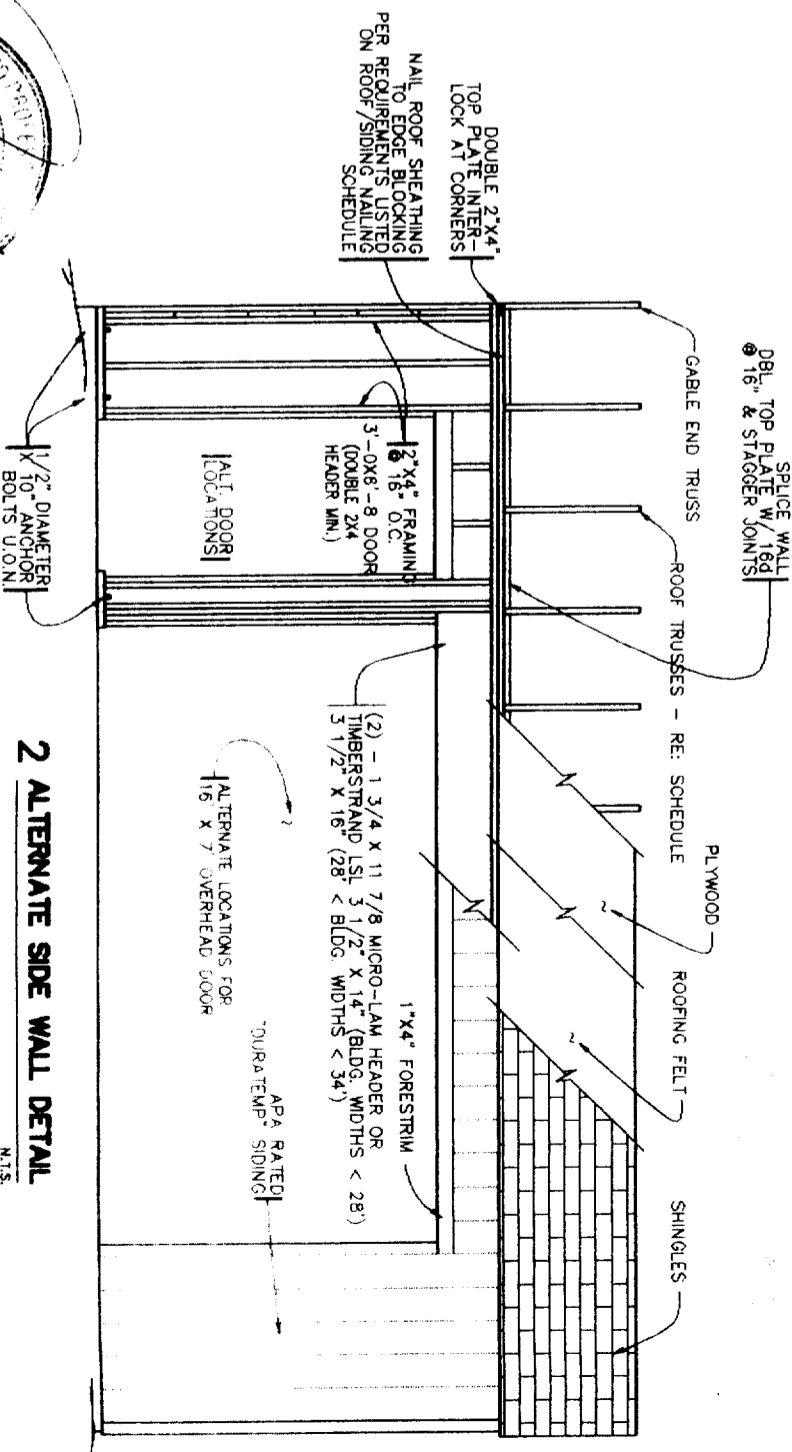 SPLICE WALL
DBL. TOP PLATE W/ 16d
@ 16" & STAGGER JOINTS
GABLE END TRUSS
ROOF TRUSSES - RE: SCHEDULE
PLYWOOD
ROOFING FELT
SHINGLES
DOUBLE 2"X4"
TOP PLATE INTER-
LOCK AT CORNERS
NAIL ROOF SHEATHING
TO EDGE BLOCKING
PER REQUIREMENTS LISTED
ON ROOF/SIDING NAILING
SCHEDULE
2"X4" FRAMING
@ 16" O.C.
3'-0X6'-8 DOOR
(DOUBLE 2X4
HEADER MIN.)
ALT. DOOR
LOCATIONS
1/2" DIAMETER
X 10" ANCHOR
BOLTS U.O.N.
1"X4" FORESTRIM
(2) - 1 3/4 X 11 7/8 MICRO-LAM HEADER OR
TIMBERSTRAND LSL 3 1/2" X 14" (BLDG. WIDTHS < 28')
3 1/2" X 16" (28' < BLDG. WIDTHS < 34')
ALTERNATE LOCATIONS FOR
16' X 7' OVERHEAD DOOR
APA RATED
"DURATEMP" SIDING
2 ALTERNATE SIDE WALL DETAIL
N.T.S.